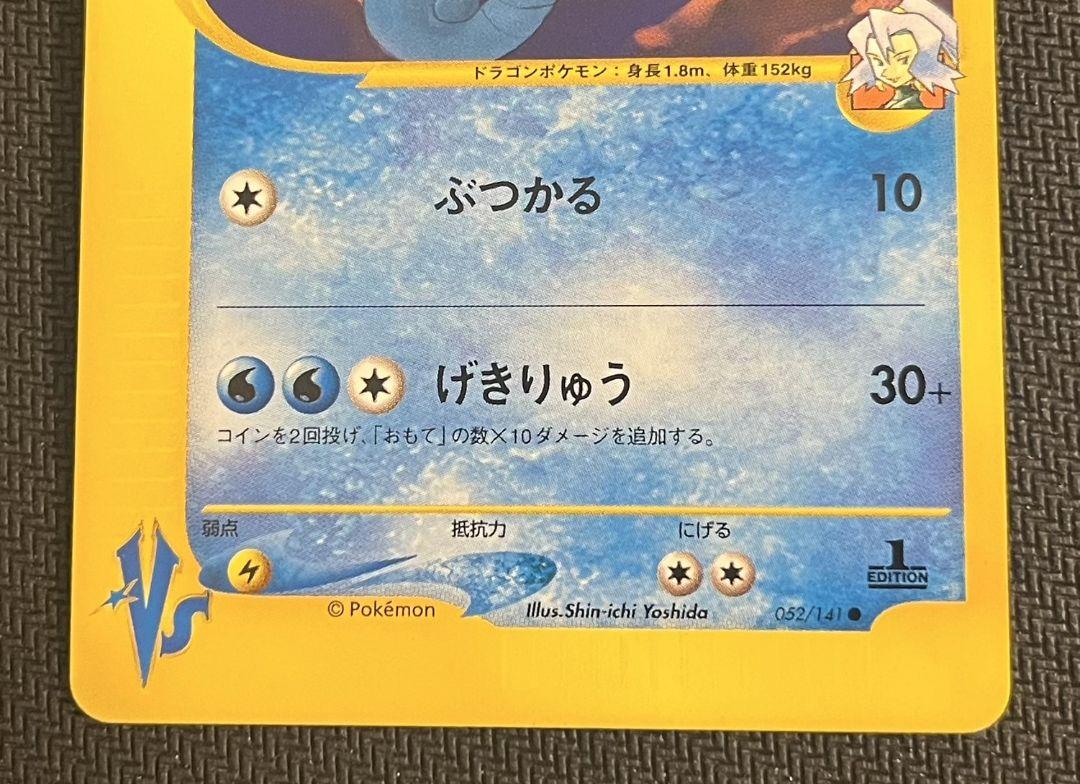 ドラゴンポケモン：身長1.8m、体重152kg
ぶつかる 10
げきりゅう 30+
コインを2回投げ、「おもて」の数×10ダメージを追加する。
弱点 抵抗力 にげる
1
EDITION
VS
© Pokémon Illus. Shin-ichi Yoshida 052/141